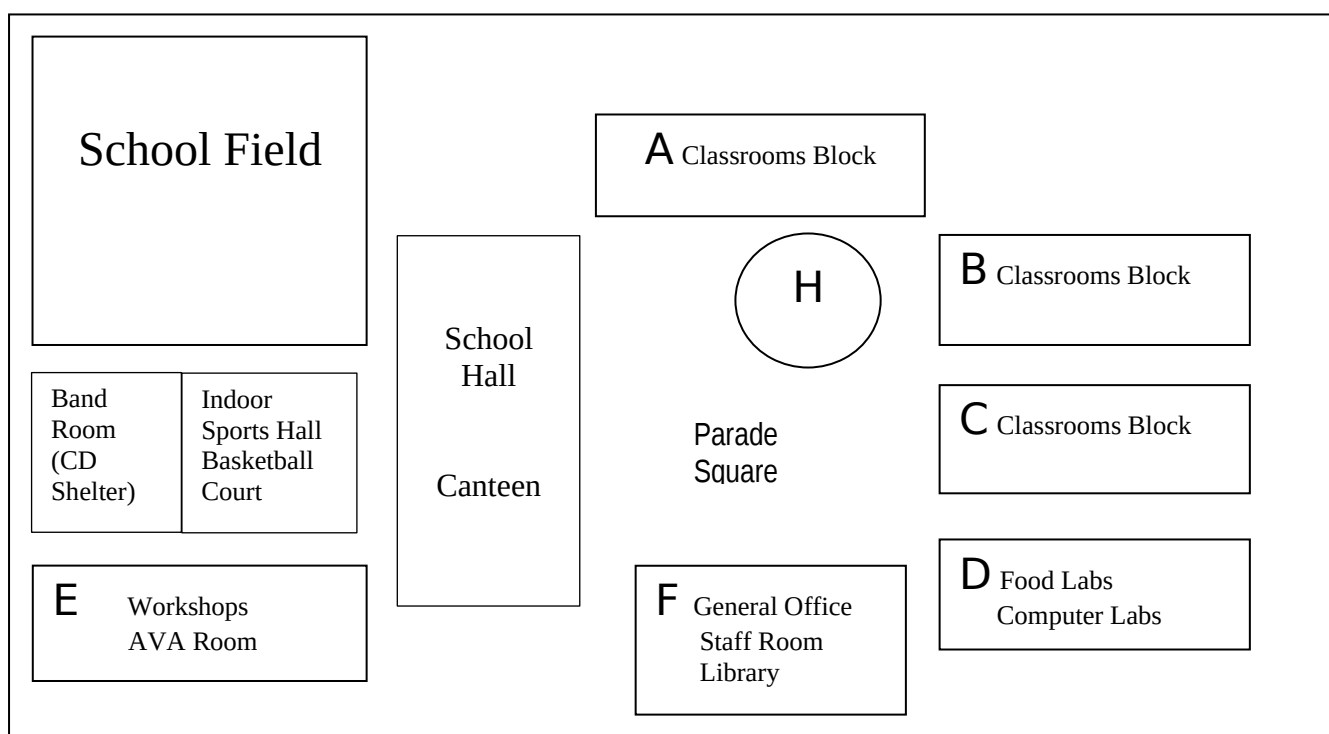 School Field
A Classrooms Block
H
B Classrooms Block
School
Hall
Canteen
Band
Room
(CD
Shelter)
Indoor
Sports Hall
Basketball
Court
Parade
Square
C Classrooms Block
E Workshops
AVA Room
F General Office
Staff Room
Library
D Food Labs
Computer Labs